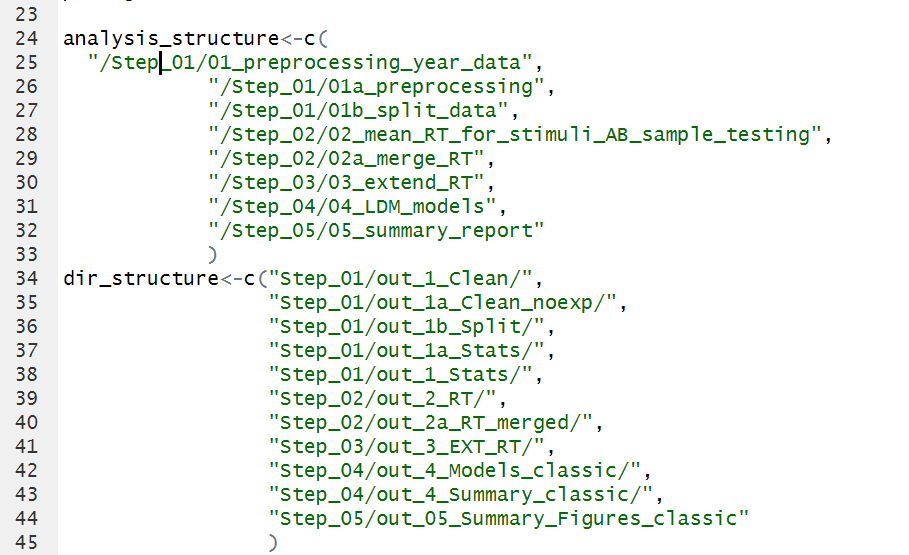 23
24 analysis_structure<-c(
25 "/Step_01/01_preprocessing_year_data",
26 "/Step_01/01a_preprocessing",
27 "/Step_01/01b_split_data",
28 "/Step_02/02_mean_RT_for_stimuli_AB_sample_testing",
29 "/Step_02/02a_merge_RT",
30 "/Step_03/03_extend_RT",
31 "/Step_04/04_LDM_models",
32 "/Step_05/05_summary_report"
33 )
34 dir_structure<-c("Step_01/out_1_Clean/",
35 "Step_01/out_1a_Clean_noexp/",
36 "Step_01/out_1b_Split/",
37 "Step_01/out_1a_Stats/",
38 "Step_01/out_1_Stats/",
39 "Step_02/out_2_RT/",
40 "Step_02/out_2a_RT_merged/",
41 "Step_03/out_3_EXT_RT/",
42 "Step_04/out_4_Models_classic/",
43 "Step_04/out_4_Summary_classic/",
44 "Step_05/out_05_Summary_Figures_classic"
45 )